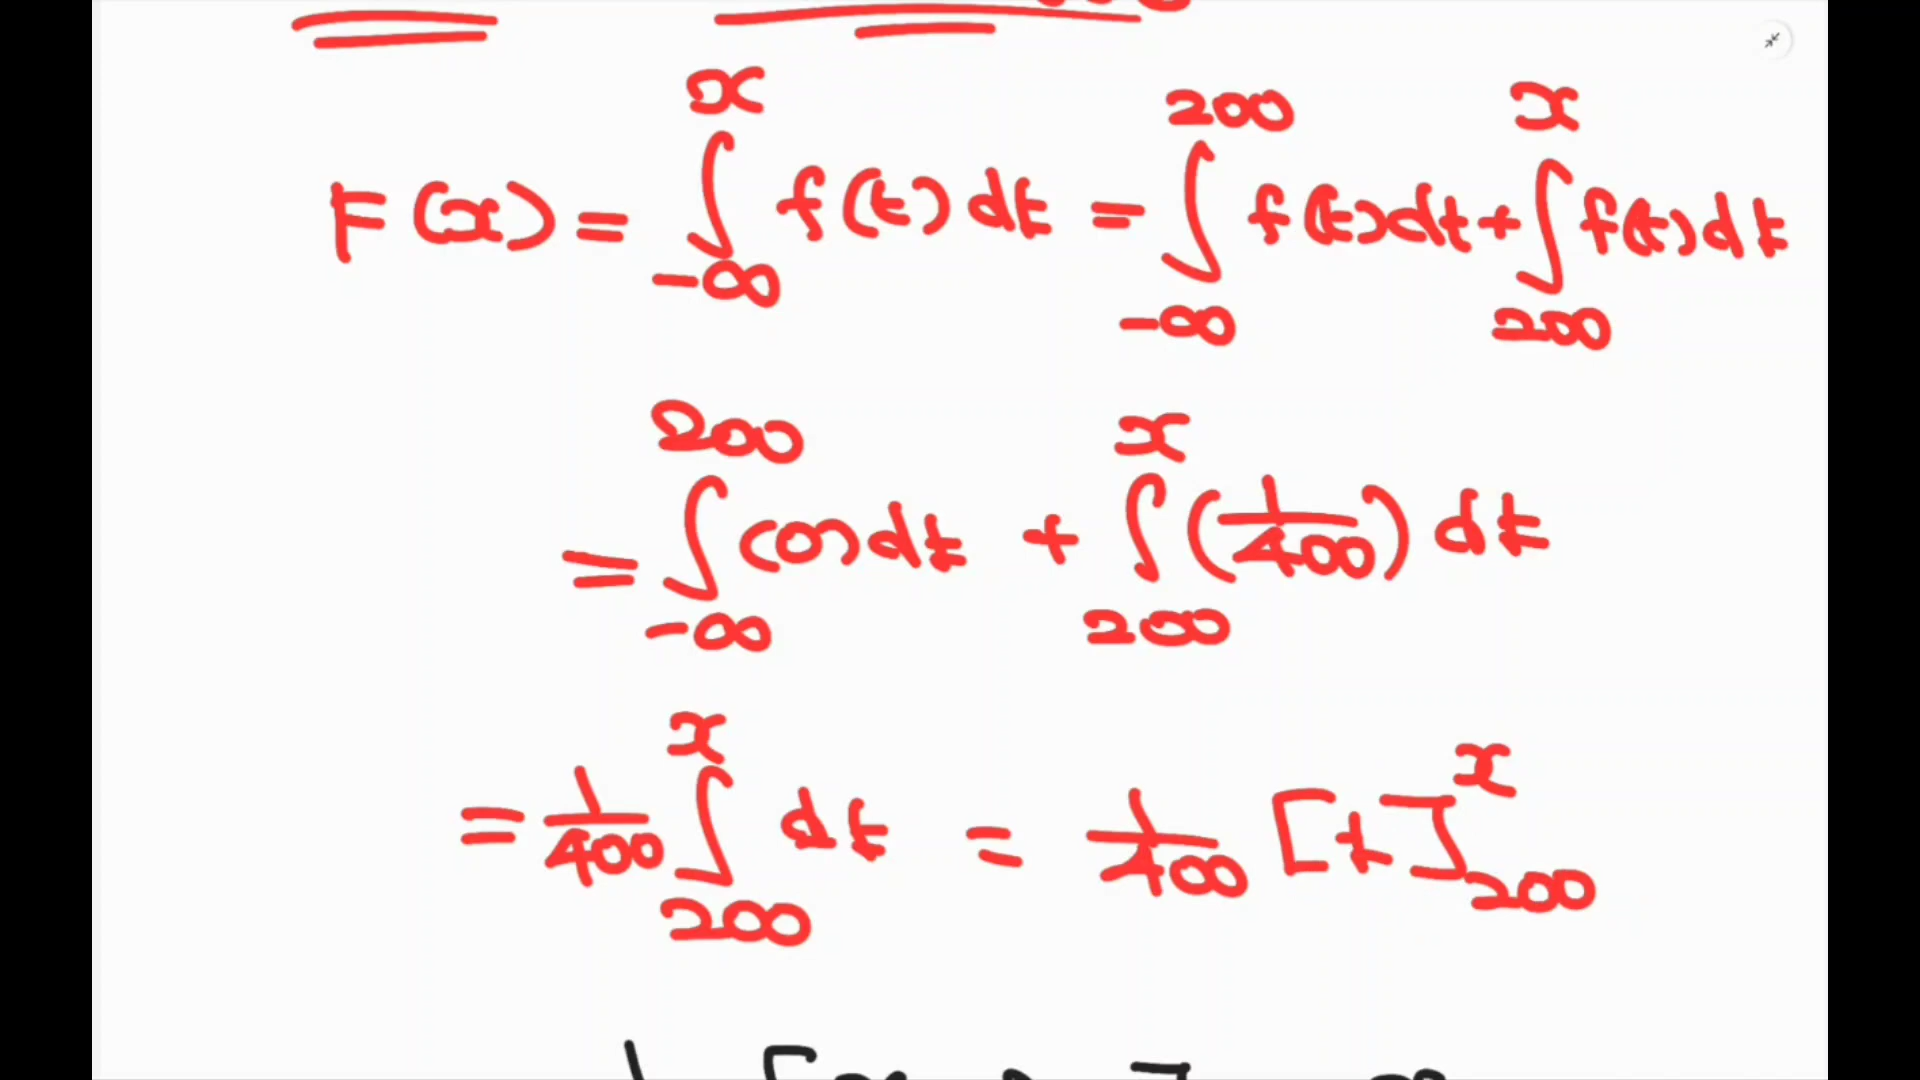 F(x) = ∫_{-∞}^{x} f(t) dt = ∫_{-∞}^{200} f(t)dt + ∫_{200}^{x} f(t)dt
= ∫_{-∞}^{200} (0)dt + ∫_{200}^{x} (1/400) dt
= 1/400 ∫_{200}^{x} dt = 1/400 [t]_{200}^{x}